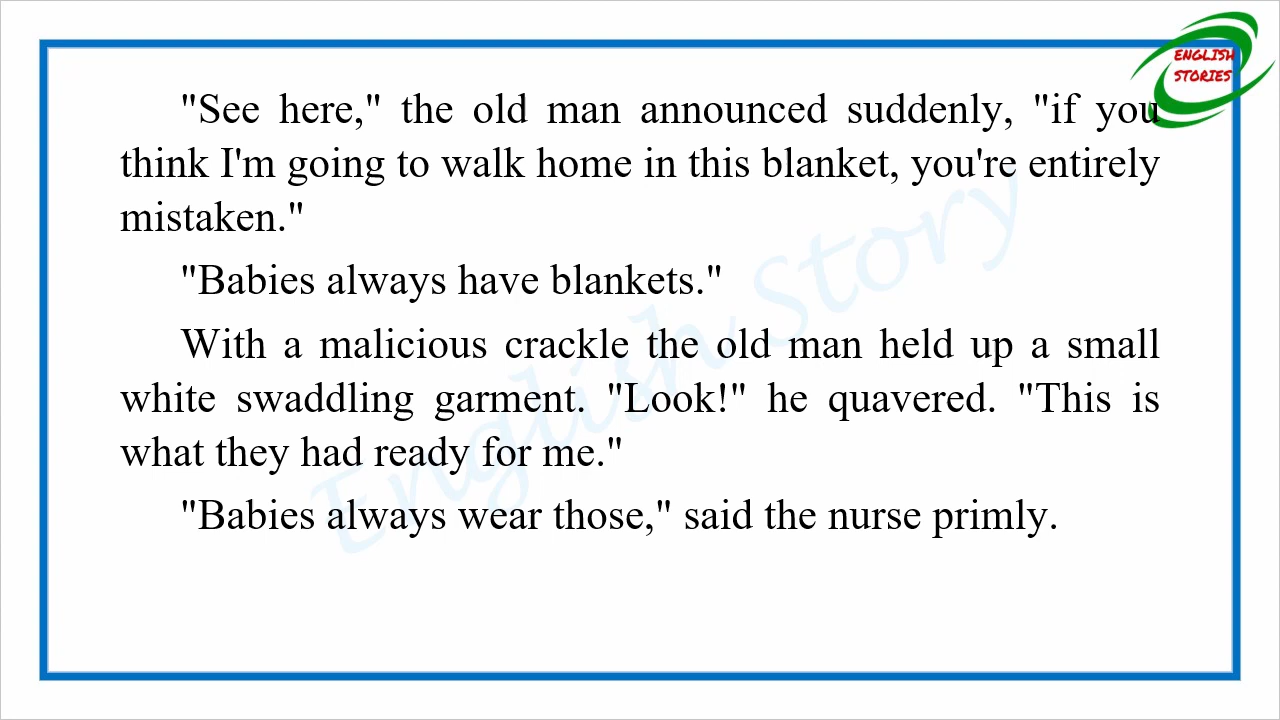 ENGLISH
STORIES
"See here," the old man announced suddenly, "if you
think I'm going to walk home in this blanket, you're entirely
mistaken."
"Babies always have blankets."
With a malicious crackle the old man held up a small
white swaddling garment. "Look!" he quavered. "This is
what they had ready for me."
"Babies always wear those," said the nurse primly.
English Story